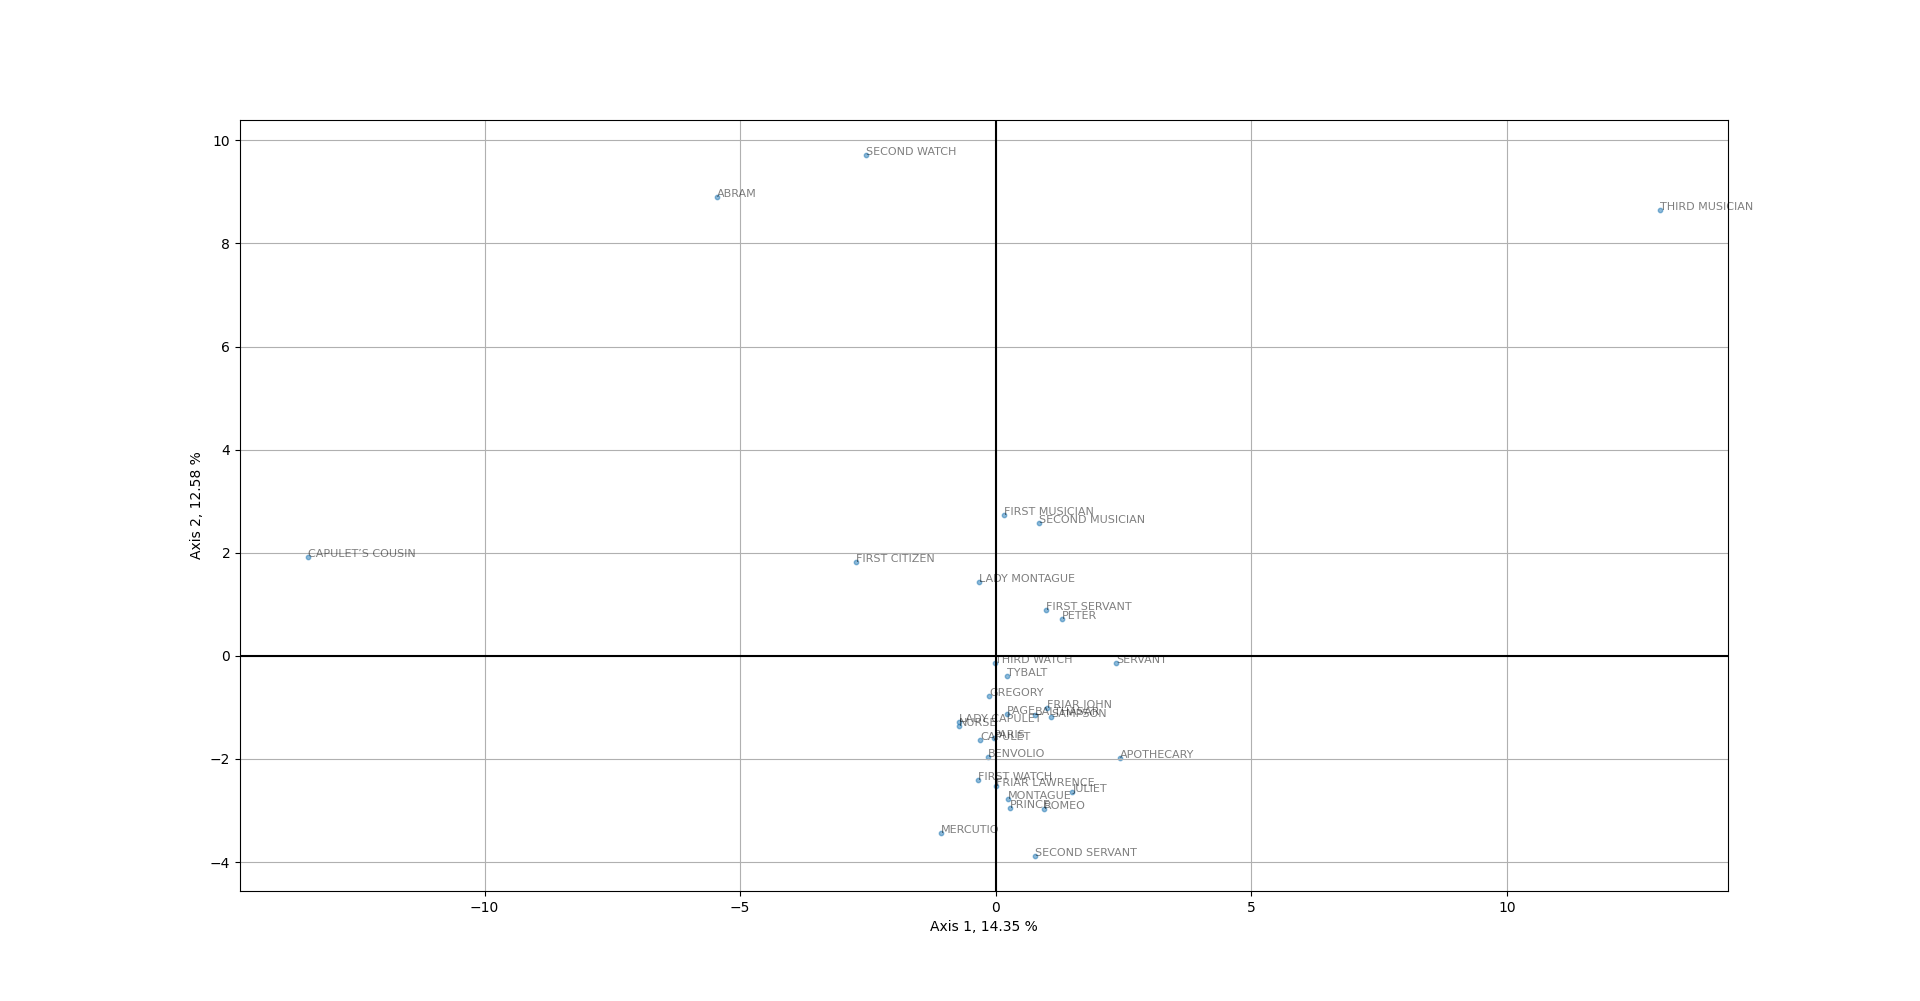 10
SECOND WATCH
ABRAM
THIRD MUSICIAN
8
6
4
FIRST MUSICIAN
SECOND MUSICIAN
2
CAPULET'S COUSIN
FIRST CITIZEN
LADY MONTAGUE
FIRST SERVANT
PETER
0
THIRD WATCH
SERVANT
TYBALT
GREGORY
FRIAR JOHN
PAGE
BALTHASAR
SAMPSON
LADY CAPULET
NURSE
PARIS
CAPULET
BENVOLIO
APOTHECARY
−2
FIRST WATCH
FRIAR LAWRENCE
JULIET
MONTAGUE
PRINCE
ROMEO
MERCUTIO
SECOND SERVANT
−4
−10
−5
0
5
10
Axis 1, 14.35 %
Axis 2, 12.58 %